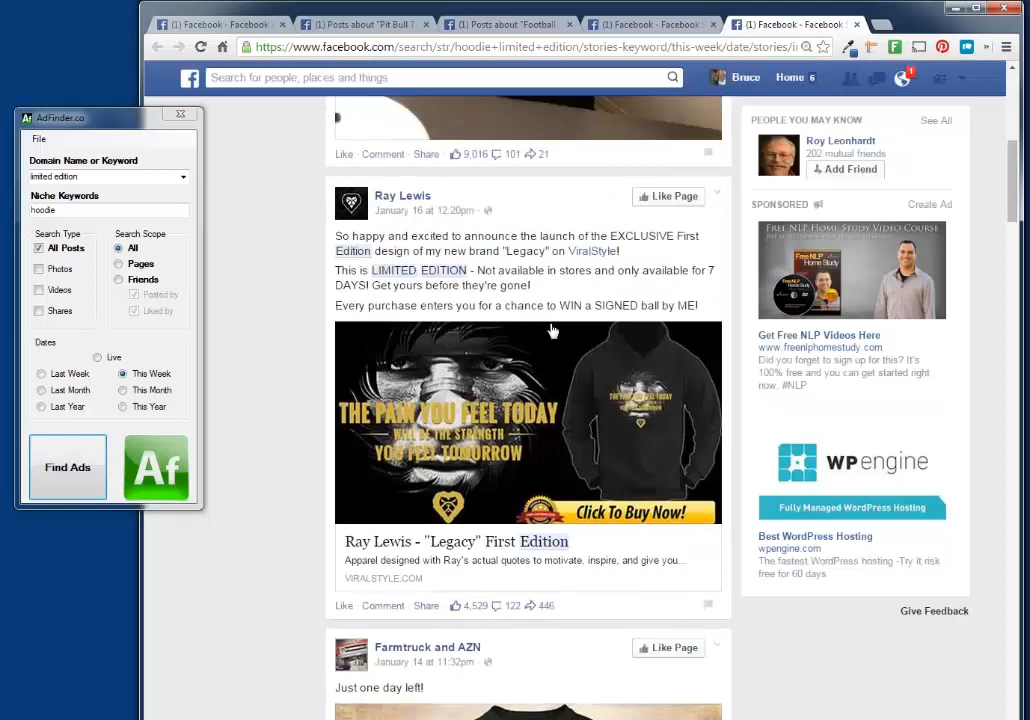 (1) Facebook - Facebook
(1) Posts about "Pit Bull T
(1) Posts about "Football
(1) Facebook - Facebook S
(1) Facebook - Facebook S
https://www.facebook.com/search/str/hoodie+limited+edition/stories-keyword/this-week/date/stories/i
Search for people, places and things
Bruce
Home 6
1
AdFinder.co
File
Domain Name or Keyword
limited edition
Niche Keywords
hoodie
Search Type
Search Scope
All Posts
All
Photos
Pages
Videos
Friends
Shares
Posted by
Liked by
Dates
Live
Last Week
This Week
Last Month
This Month
Last Year
This Year
Find Ads
Af
Like · Comment · Share · 9,016 101 21
Ray Lewis
January 16 at 12:20pm
Like Page
So happy and excited to announce the launch of the EXCLUSIVE First
Edition design of my new brand "Legacy" on ViralStyle!
This is LIMITED EDITION - Not available in stores and only available for 7
DAYS! Get yours before they're gone!
Every purchase enters you for a chance to WIN a SIGNED ball by ME!
THE PAIN YOU FEEL TODAY
WILL BE THE STRENGTH
YOU FEEL TOMORROW
Click To Buy Now!
Ray Lewis - "Legacy" First Edition
Apparel designed with Ray's actual quotes to motivate, inspire, and give you...
VIRALSTYLE.COM
Like Comment Share 4,529 122 446
Farmtruck and AZN
January 14 at 11:32pm
Like Page
Just one day left!
PEOPLE YOU MAY KNOW
See All
Roy Leonhardt
202 mutual friends
Add Friend
SPONSORED
Create Ad
FREE NLP HOME STUDY VIDEO COURSE
Get Free NLP Videos Here
www.freenlphomestudy.com
Did you forget to sign up for this? It's
100% free and you can get started right
now. #NLP
WP engine
Fully Managed WordPress Hosting
Best WordPress Hosting
wpengine.com
The fastest WordPress hosting -Try it risk
free for 60 days.
Give Feedback